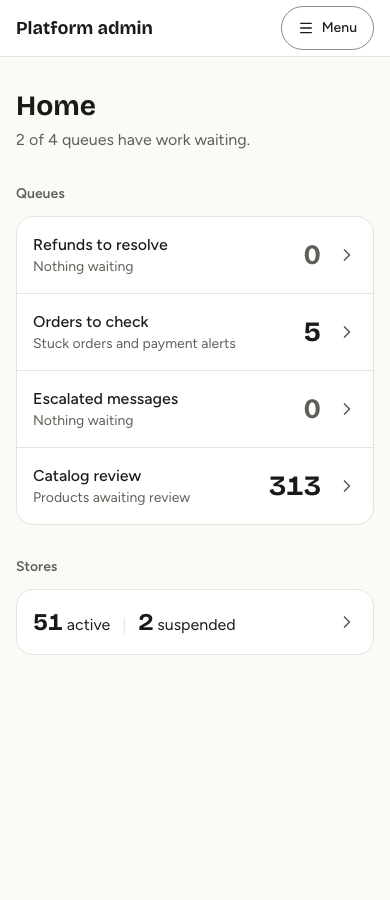 Platform admin
Menu
Home
2 of 4 queues have work waiting.
Queues
Refunds to resolve
Nothing waiting
0
Orders to check
Stuck orders and payment alerts
5
Escalated messages
Nothing waiting
0
Catalog review
Products awaiting review
313
Stores
51 active 2 suspended